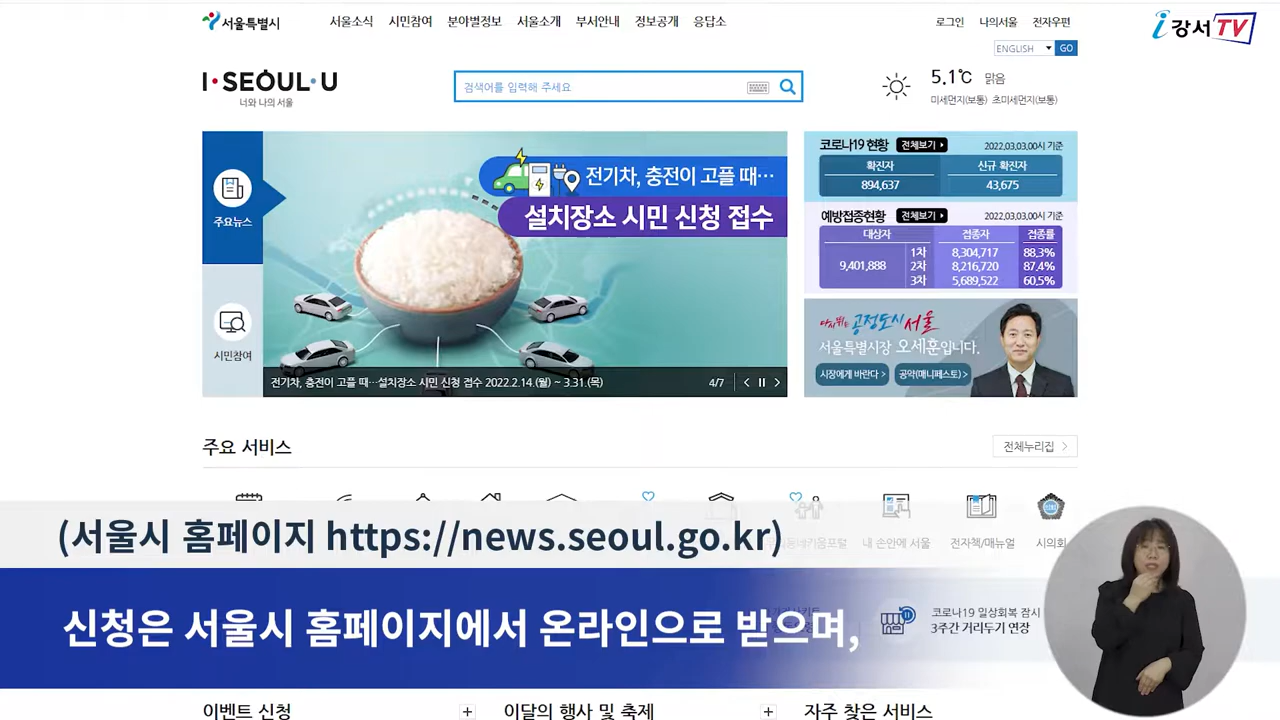 서울특별시
서울소식 시민참여 분야별정보 서울소개 부서안내 정보공개 응답소
로그인 나의서울 전자우편
i강서TV
ENGLISH GO
I·SEOUL·U
너와 나의 서울
검색어를 입력해 주세요
5.1℃ 맑음
미세먼지(보통) 초미세먼지(보통)
주요뉴스
시민참여
전기차, 충전이 고플 때…
설치장소 시민 신청 접수
전기차, 충전이 고플 때…설치장소 시민 신청 접수 2022.2.14.(월) ~ 3.31.(목)
4/7
코로나19 현황 전체보기 2022.03.03.00시 기준
확진자 신규 확진자
894,637 43,675
예방접종현황 전체보기 2022.03.03.00시 기준
대상자 접종자 접종률
9,401,888
1차 8,304,717 88.3%
2차 8,216,720 87.4%
3차 5,689,522 60.5%
다시뛰는 공정도시 서울
서울특별시장 오세훈입니다.
시장에게 바란다 > 공약(매니페스토) >
주요 서비스
전체누리집 >
내 손안에 서울 전자책/매뉴얼 시의회
(서울시 홈페이지 https://news.seoul.go.kr)
신청은 서울시 홈페이지에서 온라인으로 받으며,
코로나19 일상회복 잠시
3주간 거리두기 연장
이벤트 신청 + 이달의 행사 및 축제 + 자주 찾은 서비스